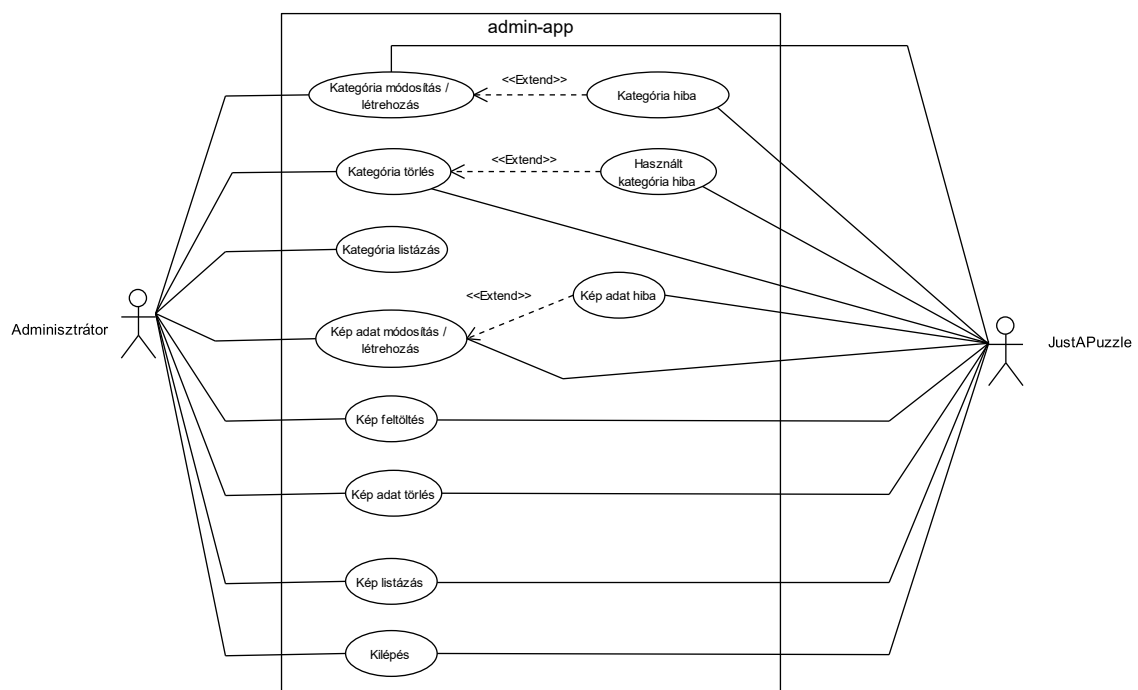 admin-app
Kategória módosítás /
létrehozás
<<Extend>>
Kategória hiba
Kategória törlés
<<Extend>>
Használt
kategória hiba
Kategória listázás
<<Extend>>
Kép adat hiba
Adminisztrátor
Kép adat módosítás /
létrehozás
JustAPuzzle
Kép feltöltés
Kép adat törlés
Kép listázás
Kilépés